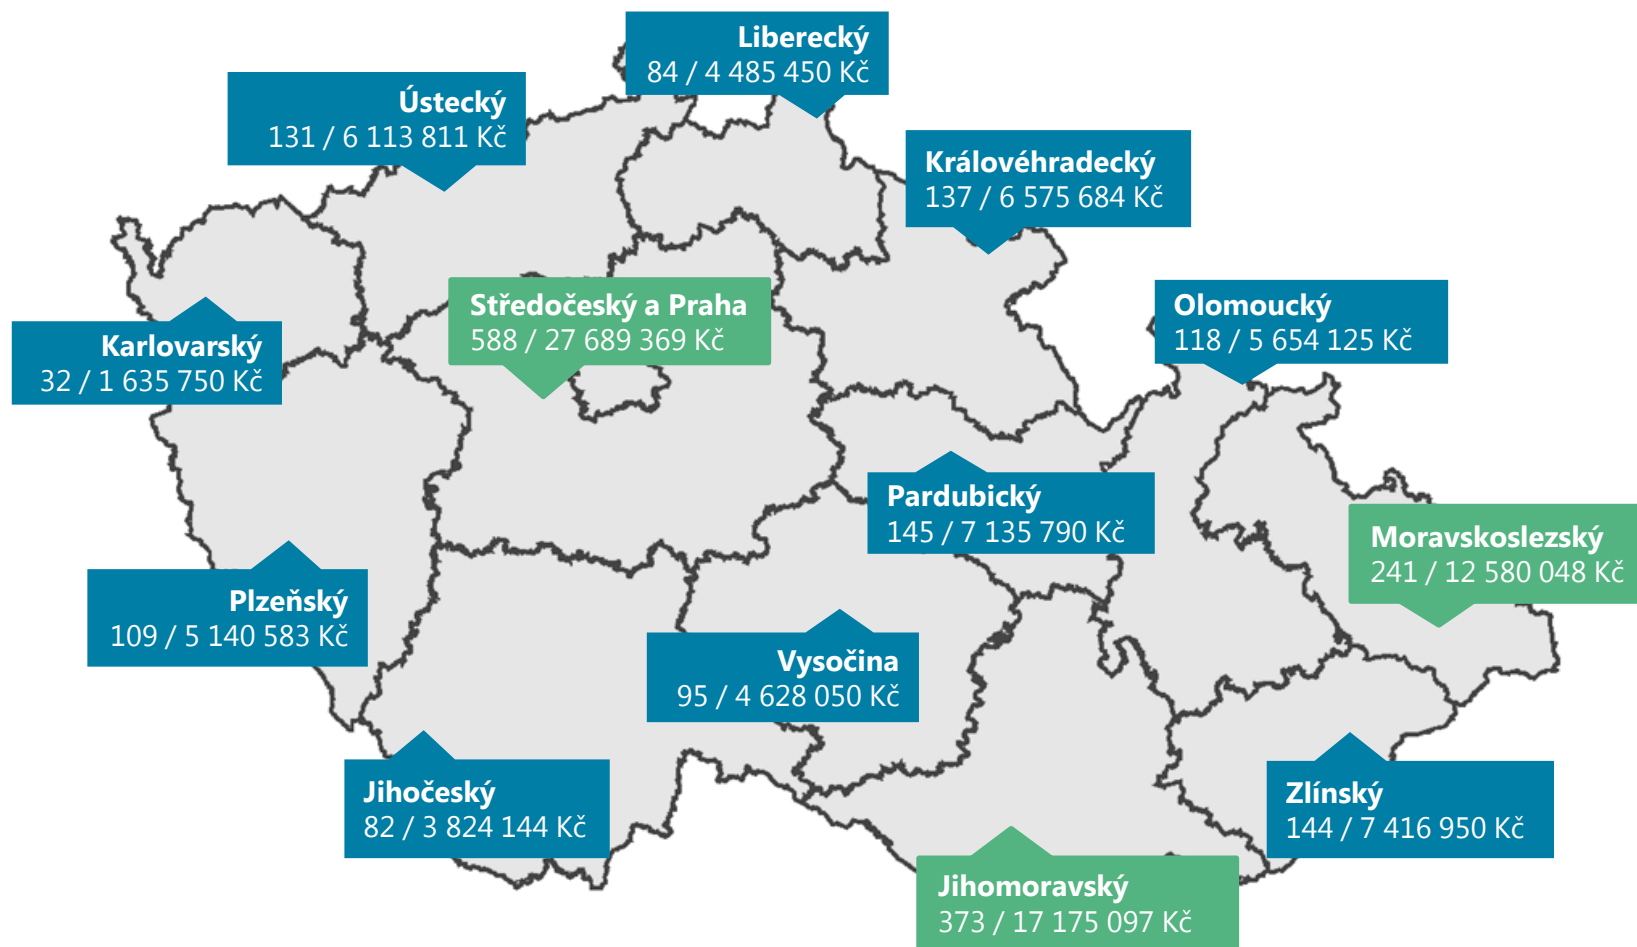 Liberecký
84 / 4 485 450 Kč
Ústecký
131 / 6 113 811 Kč
Královéhradecký
137 / 6 575 684 Kč
Středočeský a Praha
588 / 27 689 369 Kč
Olomoucký
118 / 5 654 125 Kč
Karlovarský
32 / 1 635 750 Kč
Pardubický
145 / 7 135 790 Kč
Moravskoslezský
241 / 12 580 048 Kč
Plzeňský
109 / 5 140 583 Kč
Vysočina
95 / 4 628 050 Kč
Jihočeský
82 / 3 824 144 Kč
Zlínský
144 / 7 416 950 Kč
Jihomoravský
373 / 17 175 097 Kč